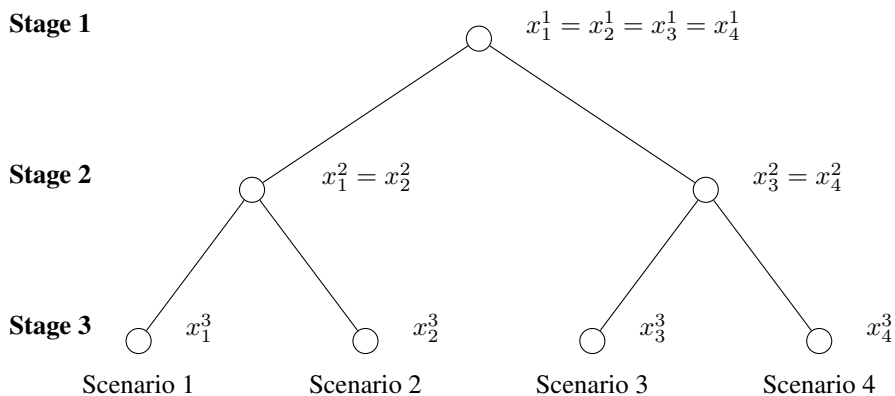 Stage 1
x_1^1 = x_2^1 = x_3^1 = x_4^1
Stage 2
x_1^2 = x_2^2
x_3^2 = x_4^2
Stage 3
x_1^3
x_2^3
x_3^3
x_4^3
Scenario 1
Scenario 2
Scenario 3
Scenario 4